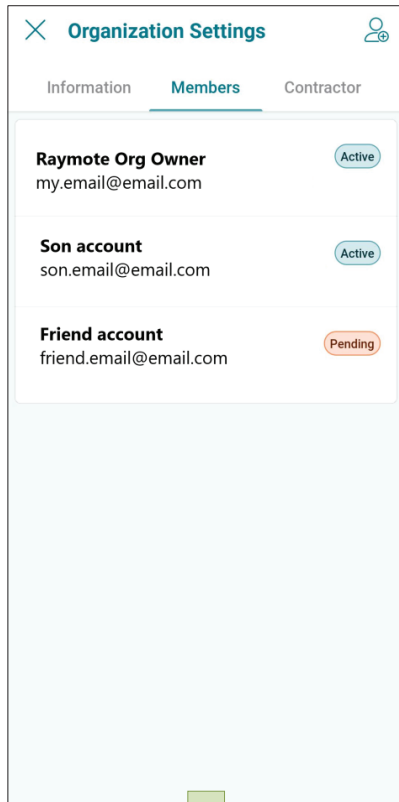 Organization Settings
Information Members Contractor
Raymote Org Owner Active
my.email@email.com
Son account Active
son.email@email.com
Friend account Pending
friend.email@email.com